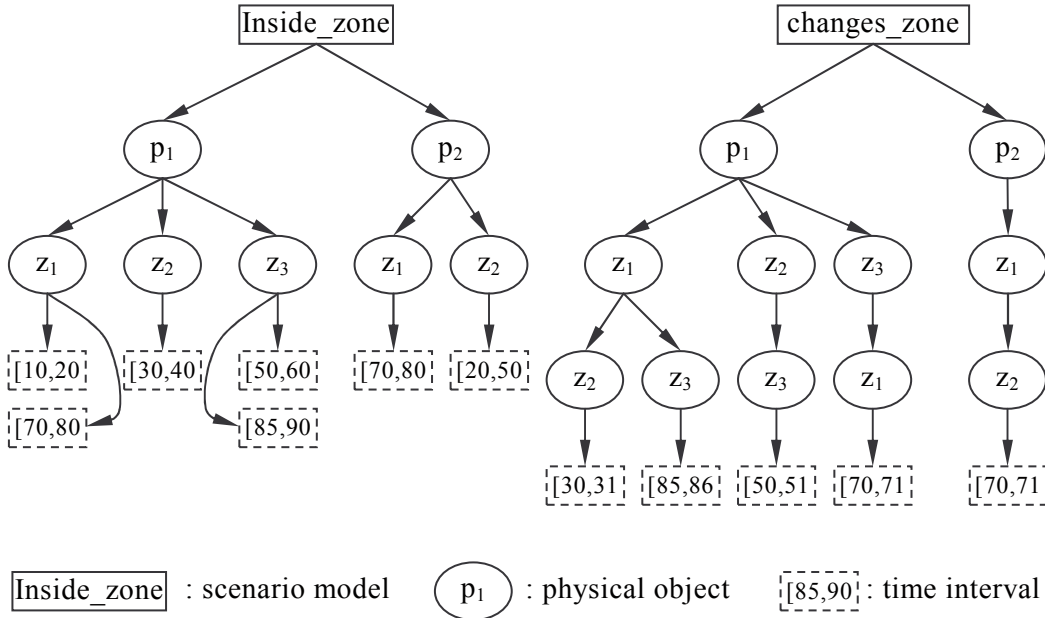 Inside_zone changes_zone
p₁ p₂ p₁ p₂
z₁ z₂ z₃ z₁ z₂ z₁ z₂ z₃ z₁
[10,20] [30,40] [50,60] [70,80] [20,50] z₂ z₃ z₃ z₁ z₂
[70,80] [85,90]
[30,31] [85,86] [50,51] [70,71] [70,71]
Inside_zone : scenario model p₁ : physical object [85,90] : time interval